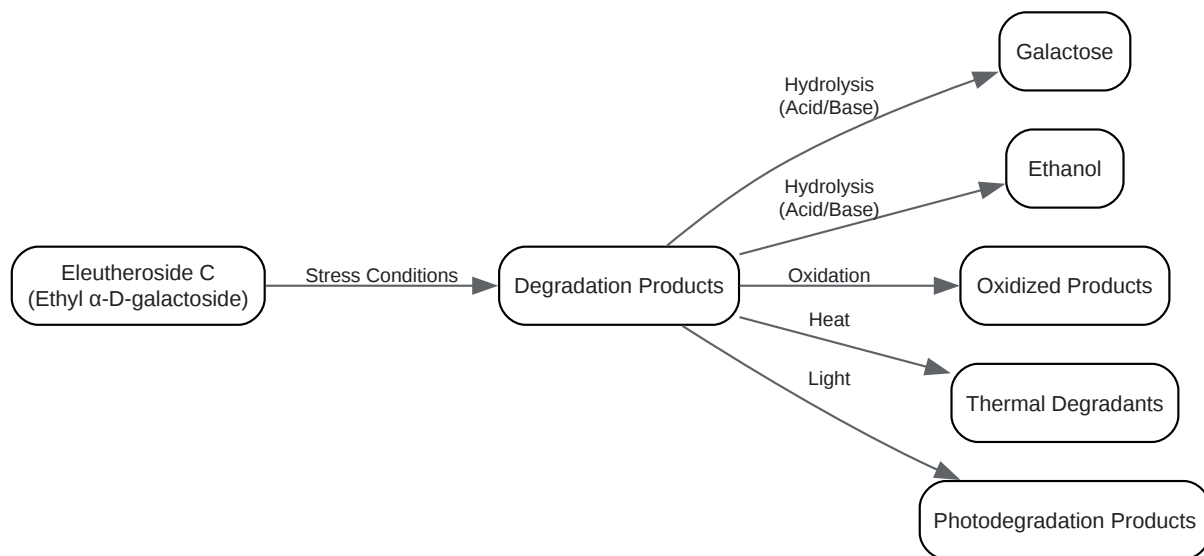 Galactose
Hydrolysis
(Acid/Base)
Ethanol
Hydrolysis
(Acid/Base)
Eleutheroside C
(Ethyl α-D-galactoside)
Stress Conditions
Degradation Products
Oxidation
Oxidized Products
Heat
Thermal Degradants
Light
Photodegradation Products